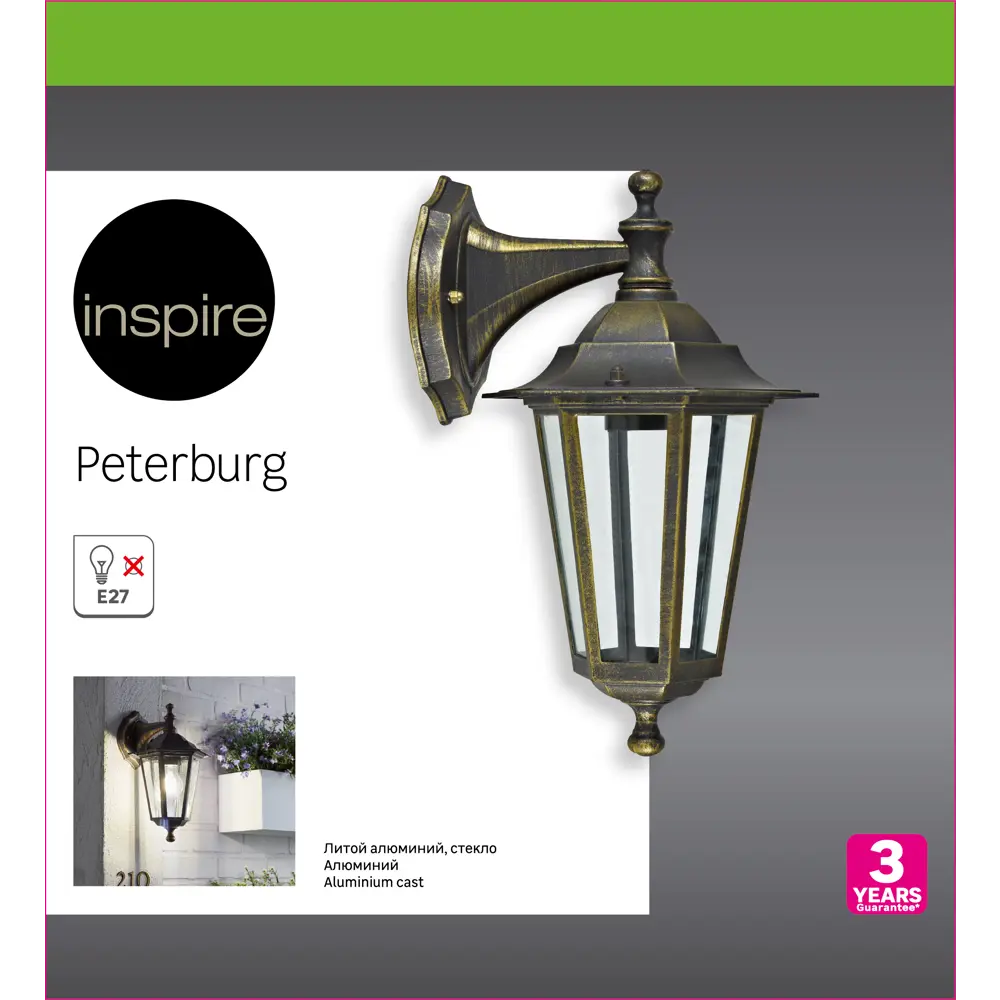 inspire
Peterburg
E27
210
Литой алюминий, стекло
Алюминий
Aluminium cast
3
YEARS
Guarantee*